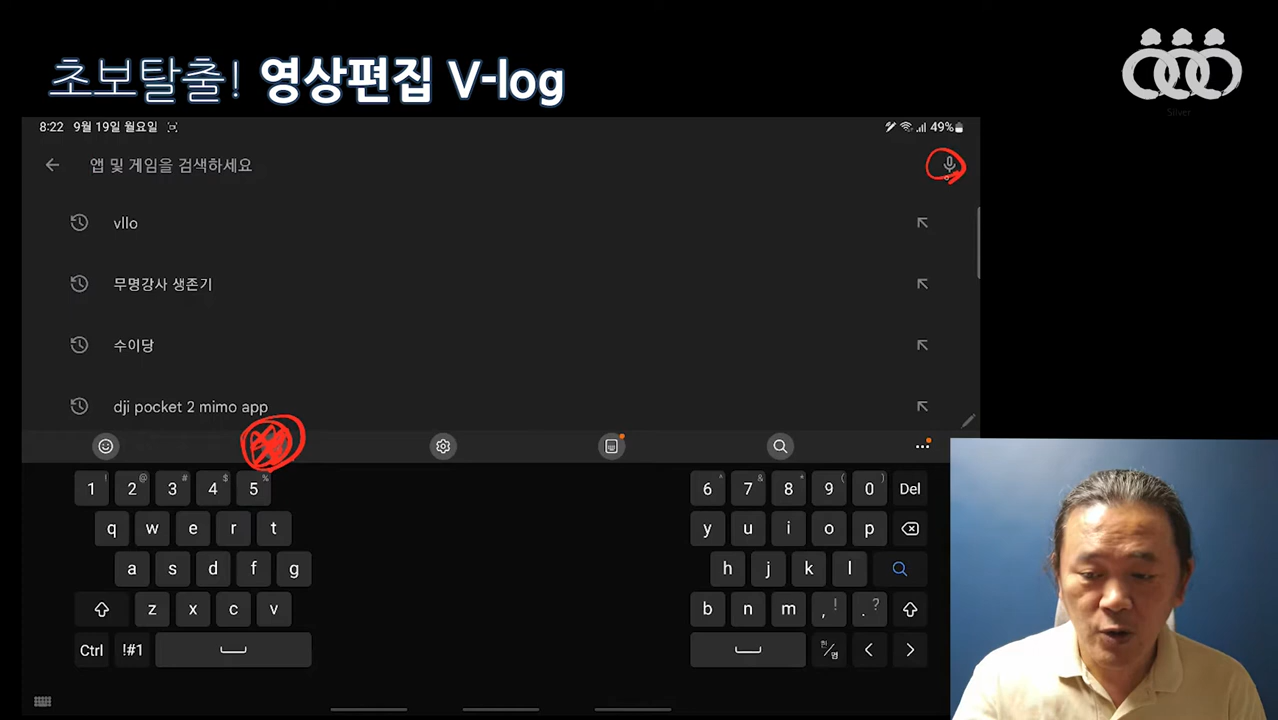 초보탈출! 영상편집 V-log
Silver
8:22 9월 19일 월요일 49%
앱 및 게임을 검색하세요
vllo
무명강사 생존기
수이당
dji pocket 2 mimo app
! @ # $ %
1 2 3 4 5
^ & * ( )
6 7 8 9 0 Del
q w e r t y u i o p
a s d f g h j k l
z x c v b n m , ! . ?
Ctrl !#1 한/영 < >